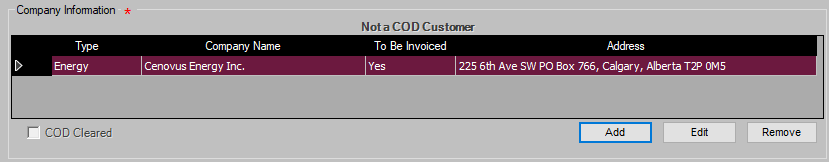 Company Information *
Not a COD Customer
Type Company Name To Be Invoiced Address
Energy Cenovus Energy Inc. Yes 225 6th Ave SW PO Box 766, Calgary, Alberta T2P 0M5
COD Cleared Add Edit Remove